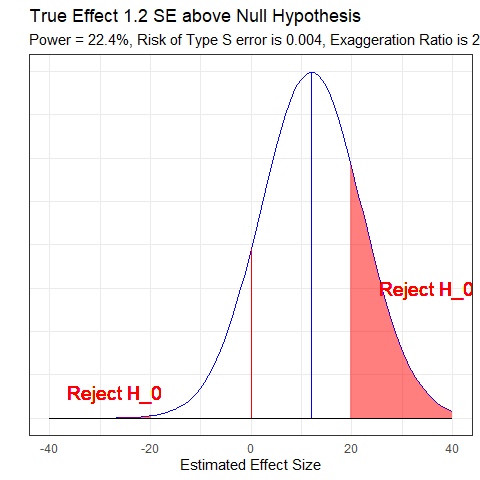 True Effect 1.2 SE above Null Hypothesis
Power = 22.4%, Risk of Type S error is 0.004, Exaggeration Ratio is 2
Reject H_0
Reject H_0
-40 -20 0 20 40
Estimated Effect Size